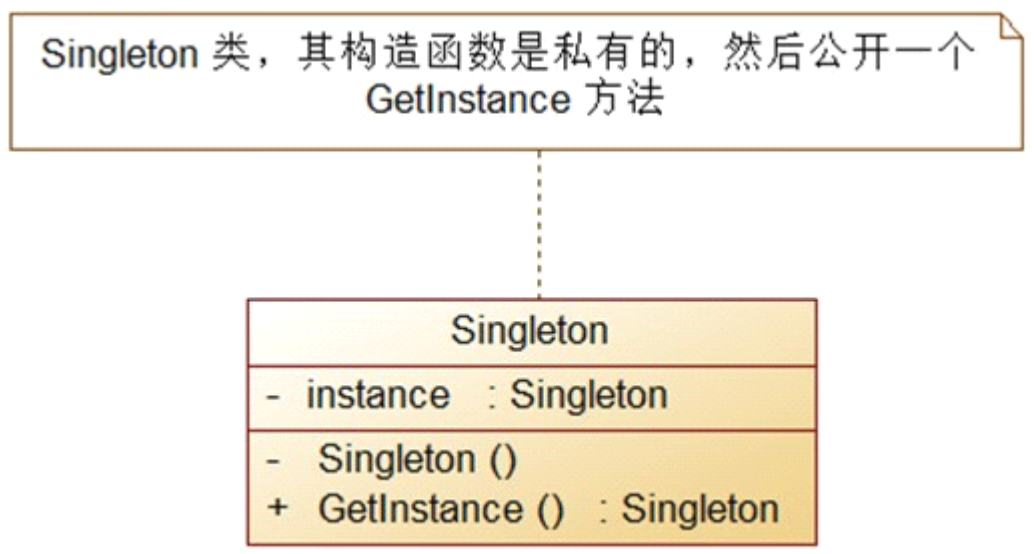 Singleton 类，其构造函数是私有的，然后公开一个
GetInstance 方法
Singleton
- instance : Singleton
- Singleton ()
+ GetInstance () : Singleton